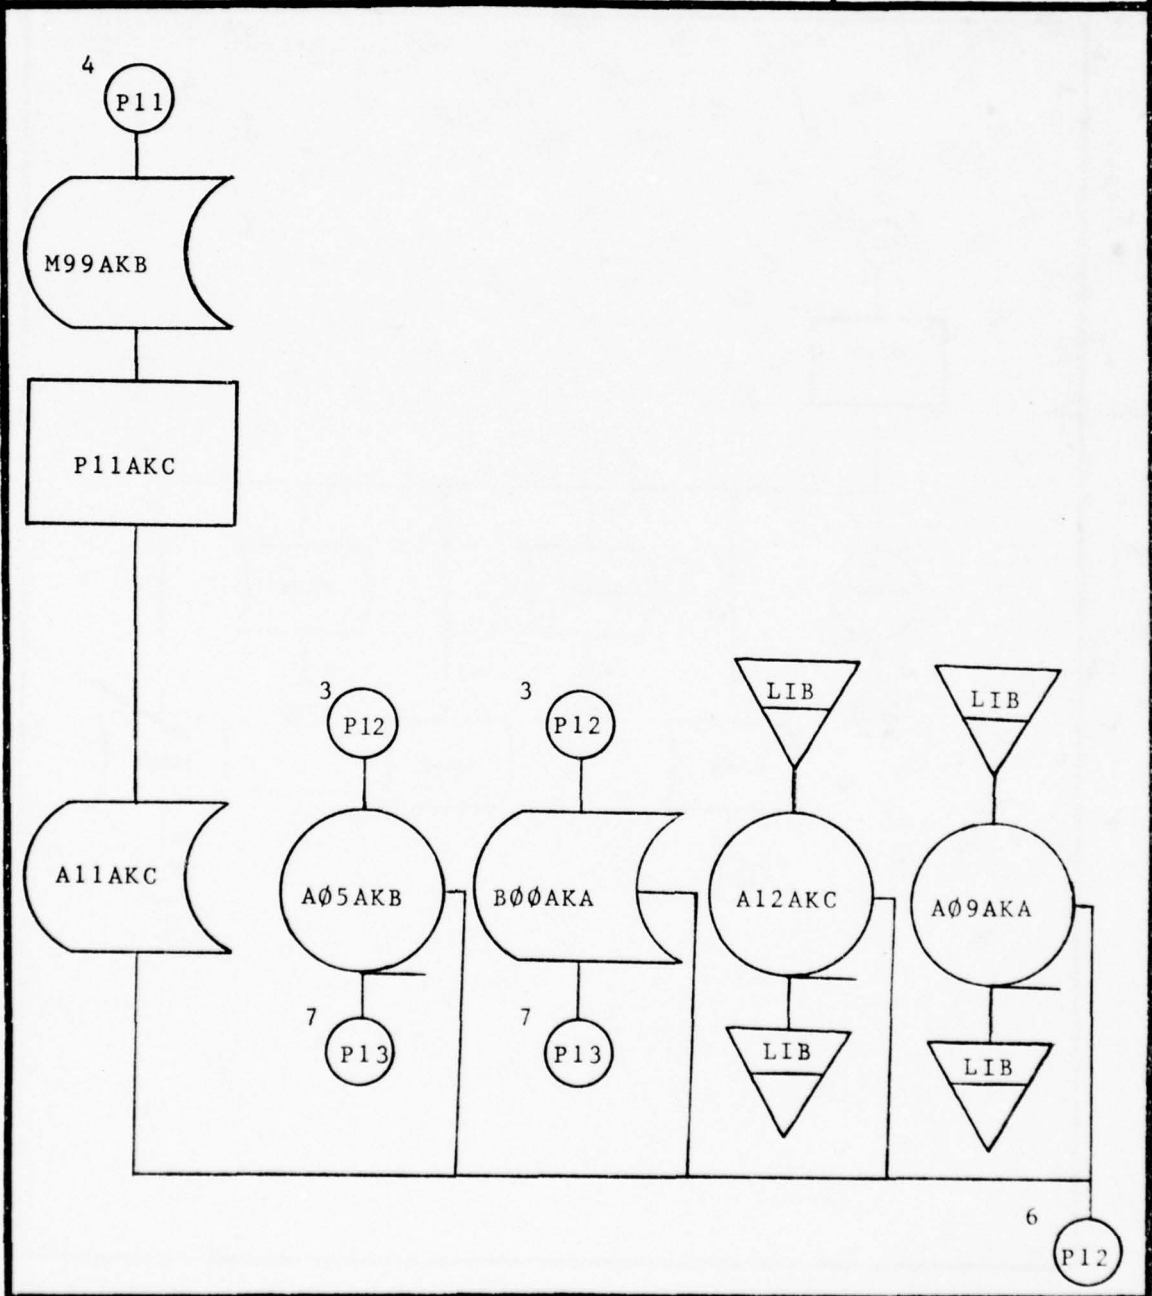 4
P11
M99AKB
P11AKC
3
P12
3
P12
LIB
LIB
A11AKC
AØ5AKB
BØØAKA
A12AKC
AØ9AKA
7
P13
7
P13
LIB
LIB
6
P12